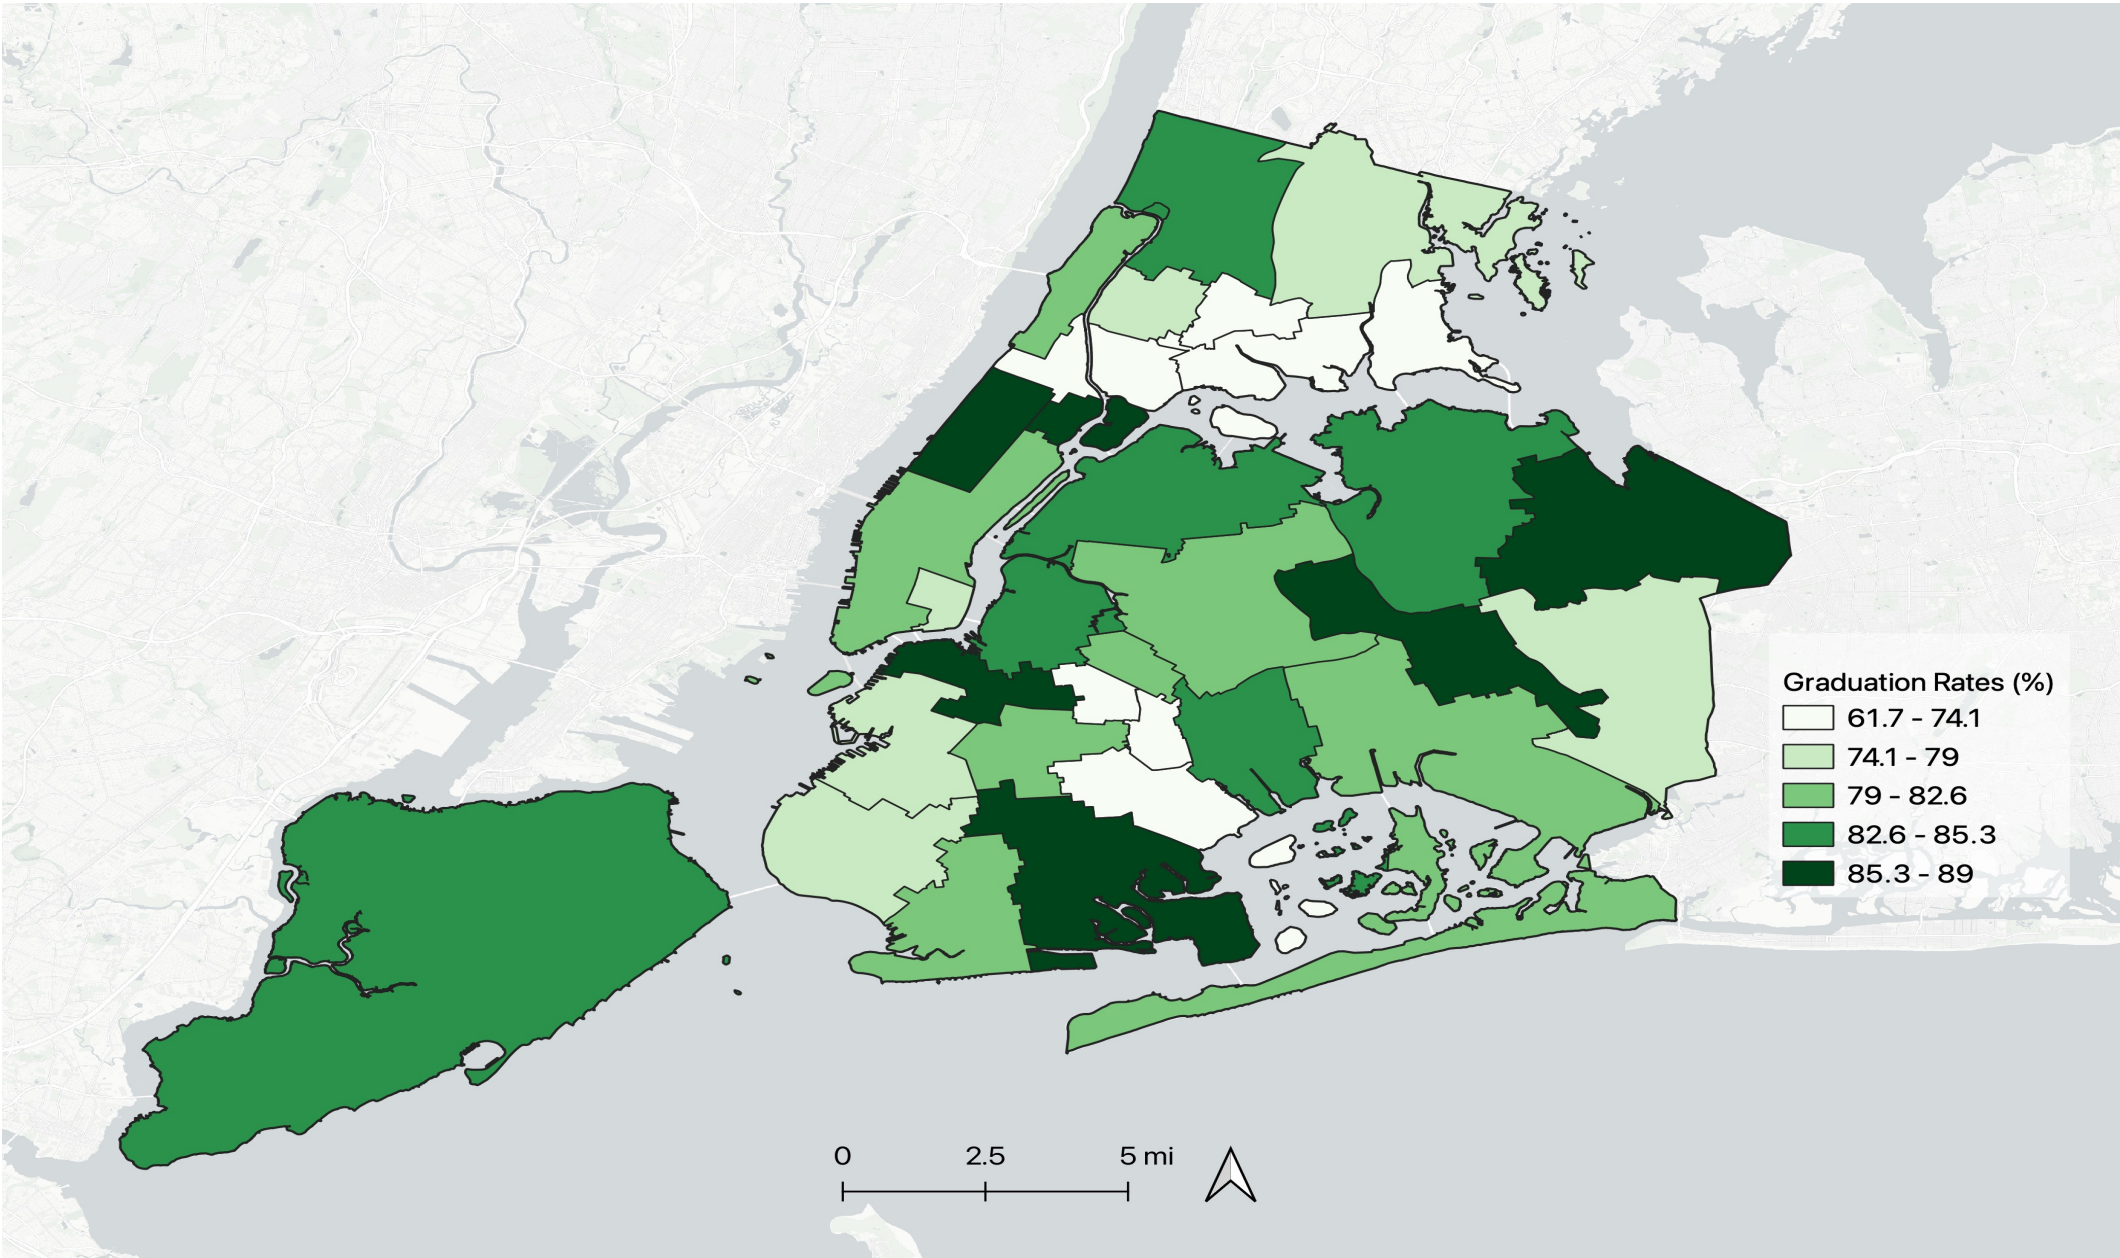 Graduation Rates (%)
61.7 - 74.1
74.1 - 79
79 - 82.6
82.6 - 85.3
85.3 - 89
0 2.5 5 mi